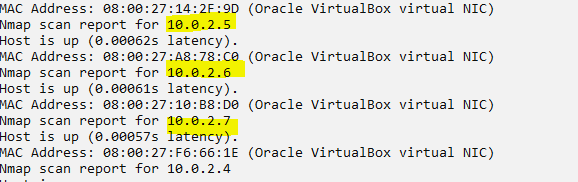 MAC Address: 08:00:27:14:2F:9D (Oracle VirtualBox virtual NIC)
Nmap scan report for 10.0.2.5
Host is up (0.00062s latency).
MAC Address: 08:00:27:A8:78:C0 (Oracle VirtualBox virtual NIC)
Nmap scan report for 10.0.2.6
Host is up (0.00061s latency).
MAC Address: 08:00:27:10:B8:D0 (Oracle VirtualBox virtual NIC)
Nmap scan report for 10.0.2.7
Host is up (0.00057s latency).
MAC Address: 08:00:27:F6:66:1E (Oracle VirtualBox virtual NIC)
Nmap scan report for 10.0.2.4